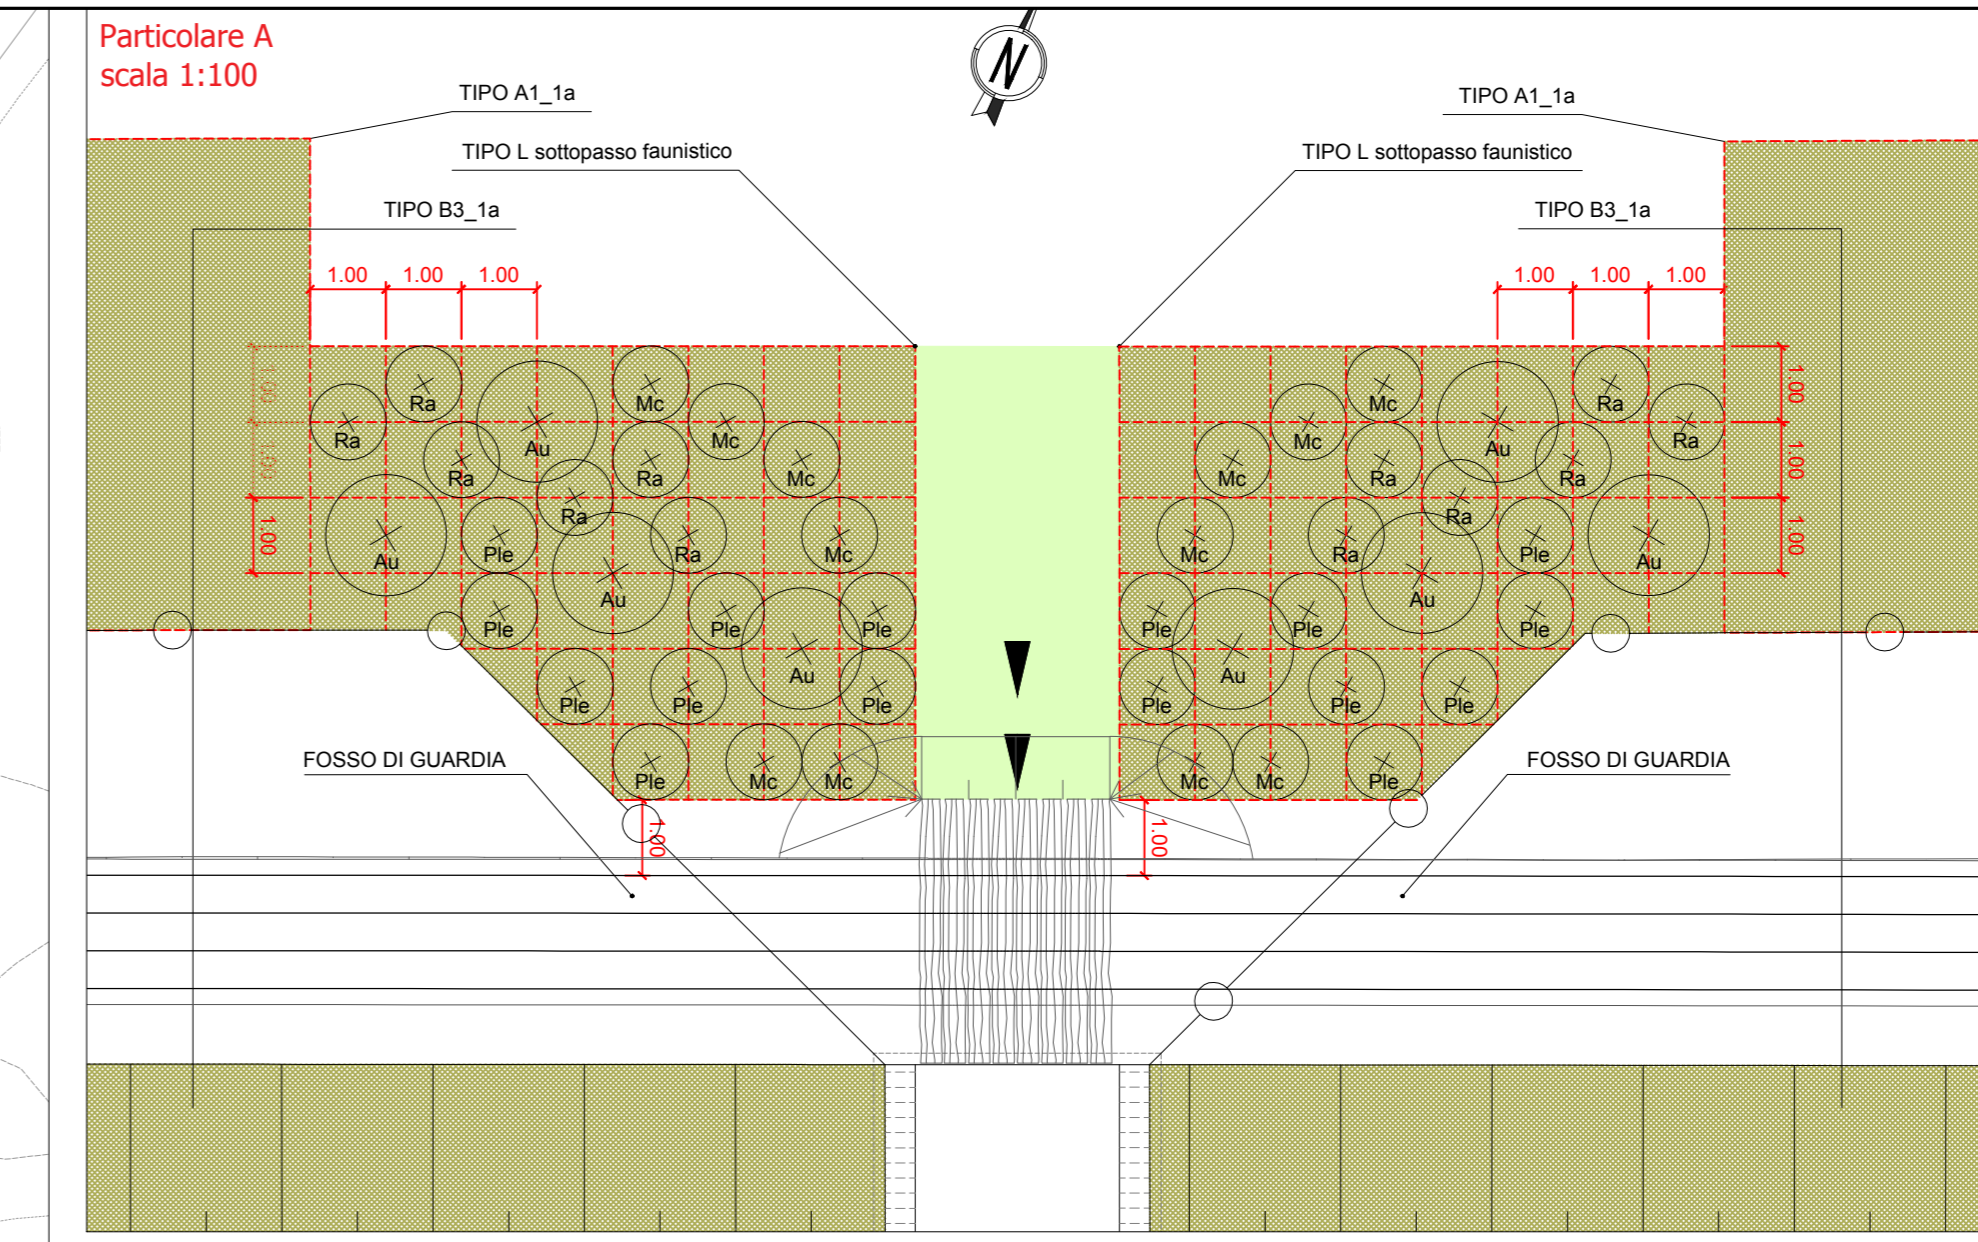 Particolare A
scala 1:100
N
TIPO A1_1a
TIPO A1_1a
TIPO L sottopasso faunistico
TIPO L sottopasso faunistico
TIPO B3_1a
TIPO B3_1a
1.00 1.00 1.00
1.00 1.00 1.00
1.00
1.00
1.00
1.00
1.00
1.00
Ra
Ra
Au
Mc
Mc
Ra
Ra
Mc
Ra
Au
Ple
Ra
Mc
Au
Ple
Ple
Ple
Ple
Ple
Au
Ple
Ple
Mc
Mc
Mc
Ra
Mc
Au
Ra
Mc
Ra
Ra
Ra
Mc
Ra
Ple
Au
Au
Ple
Ple
Ple
Ple
Au
Ple
Ple
Mc
Mc
Ple
FOSSO DI GUARDIA
FOSSO DI GUARDIA
1.00
1.00